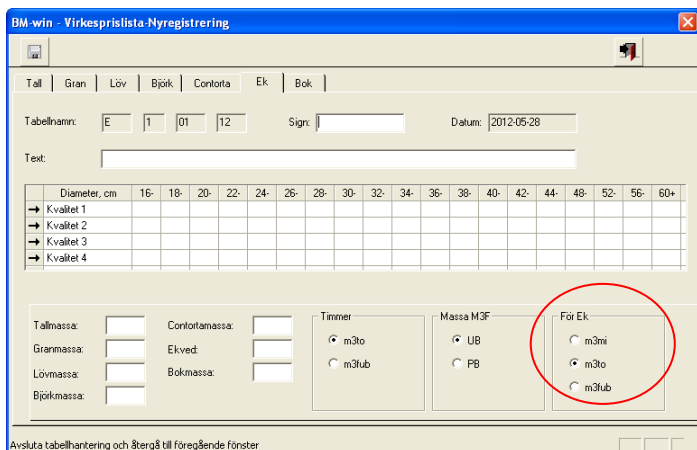 BM-win - Virkesprislista-Nyregistrering
Tall Gran Löv Björk Contorta Ek Bok
Tabellnamn: E 1 01 12 Sign: Datum: 2012-05-28
Text:
Diameter, cm 16- 18- 20- 22- 24- 26- 28- 30- 32- 34- 36- 38- 40- 42- 44- 48- 52- 56- 60+
Kvalitet 1
Kvalitet 2
Kvalitet 3
Kvalitet 4
Timmer Massa M3F För Ek
Tallmassa: Contortamassa: m3to UB m3mi
Granmassa: Ekved: m3fub PB m3to
Lövmassa: Bokmassa: m3fub
Björkmassa:
Avsluta tabellhantering och återgå till föregående fönster